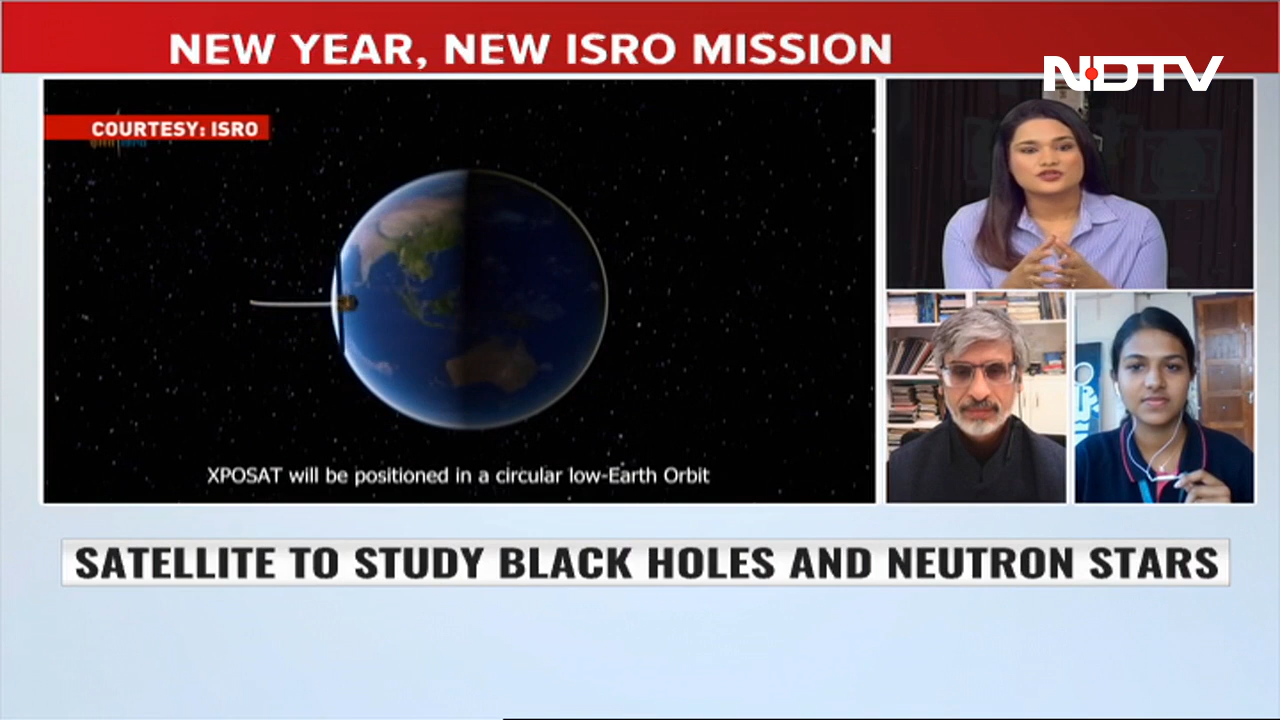 NEW YEAR, NEW ISRO MISSION
NDTV
COURTESY: ISRO
XPOSAT will be positioned in a circular low-Earth Orbit
SATELLITE TO STUDY BLACK HOLES AND NEUTRON STARS